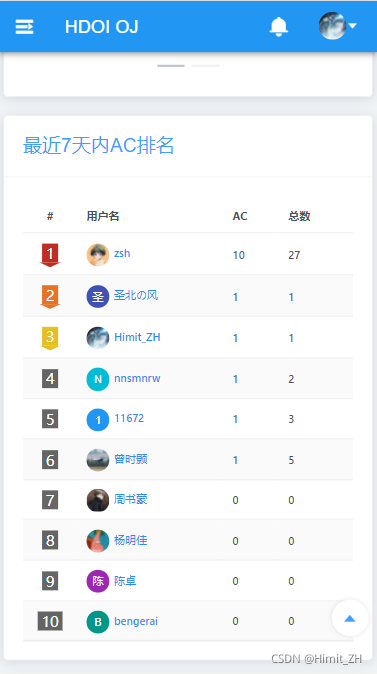 HDOI OJ
最近7天内AC排名
# 用户名 AC 总数
1 zsh 10 27
2 圣 圣北の风 1 1
3 Himit_ZH 1 1
4 N nnsmnrw 1 2
5 1 11672 1 3
6 曾时颢 1 5
7 周书豪 0 0
8 杨明佳 0 0
9 陈 陈卓 0 0
10 B bengerai 0 0
CSDN @Himit_ZH